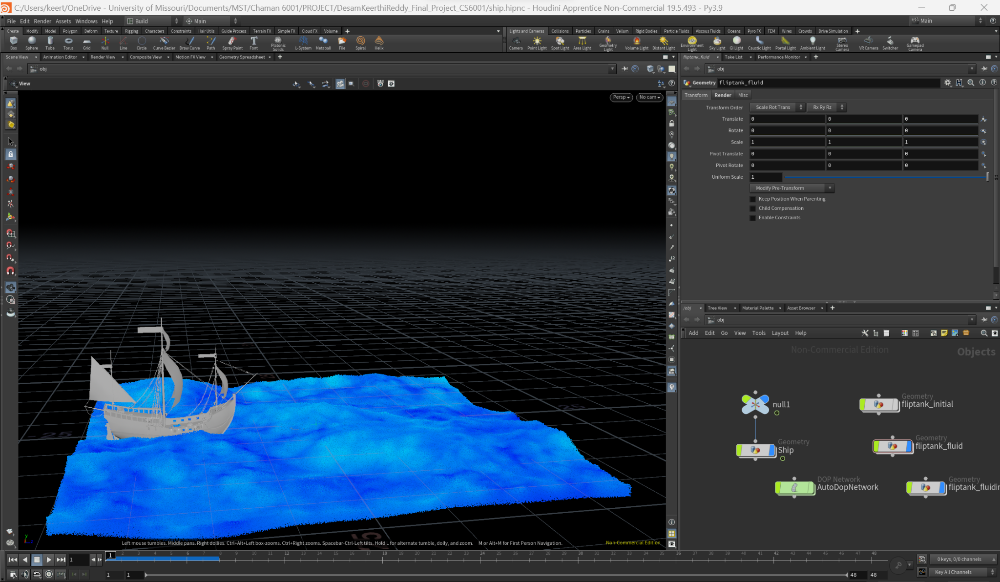 C:/Users/keert/OneDrive - University of Missouri/Documents/MST/Chaman 6001/PROJECT/DesamKeerthiReddy_Final_Project_CS6001/ship.hipnc - Houdini Apprentice Non-Commercial 19.5.493 - Py3.9
File Edit Render Assets Windows Help Build Main Main
Create Modify Model Polygon Deform Texture Rigging Characters Constraints Hair Utils Guide Process Terrain FX Simple FX Cloud FX Volume
Lights and Cameras Collisions Particles Grains Vellum Rigid Bodies Particle Fluids Viscous Fluids Oceans Pyro FX FEM Wires Crowds Drive Simulation
Box Sphere Tube Torus Grid Null Line Circle Curve Bezier Draw Curve Path Spray Paint Font Platonic Solids L-System Metaball File Spiral Helix
Camera Point Light Spot Light Area Light Geometry Light Volume Light Distant Light Environment Light Sky Light GI Light Caustic Light Portal Light Ambient Light Stereo Camera VR Camera Switcher Gamepad Camera
Scene View Animation Editor Render View Composite View Motion FX View Geometry Spreadsheet
fliptank_fluid Take List Performance Monitor
obj
obj
View
Persp No cam
Geometry fliptank_fluid
Transform Render Misc
Transform Order Scale Rot Trans Rx Ry Rz
Translate 0 0 0
Rotate 0 0 0
Scale 1 1 1
Pivot Translate 0 0 0
Pivot Rotate 0 0 0
Uniform Scale 1
Modify Pre-Transform
Keep Position When Parenting
Child Compensation
Enable Constraints
/obj Tree View Material Palette Asset Browser
obj
Add Edit Go View Tools Layout Help
Non-Commercial Edition Objects
null1
Geometry
fliptank_initial
Geometry
Ship
Geometry
fliptank_fluid
DOP Network
AutoDopNetwork
Geometry
fliptank_fluidin
25
-25
12
Left mouse tumbles. Middle pans. Right dollies. Ctrl+Alt+Left box-zooms. Ctrl+Right zooms. Spacebar-Ctrl-Left tilts. Hold L for alternate tumble, dolly, and zoom. M or Alt+M for First Person Navigation.
Non-Commercial Edition
1 1 2 3 4 5 6 7 8 9 10 11 12 13 14 15 16 17 18 19 20 21 22 23 24 25 26 27 28 29 30 31 32 33 34 35 36 37 38 39 40 41 42 43 44 45 46 47 48
0 keys, 0/0 channels
1 1 48 48
Key All Channels